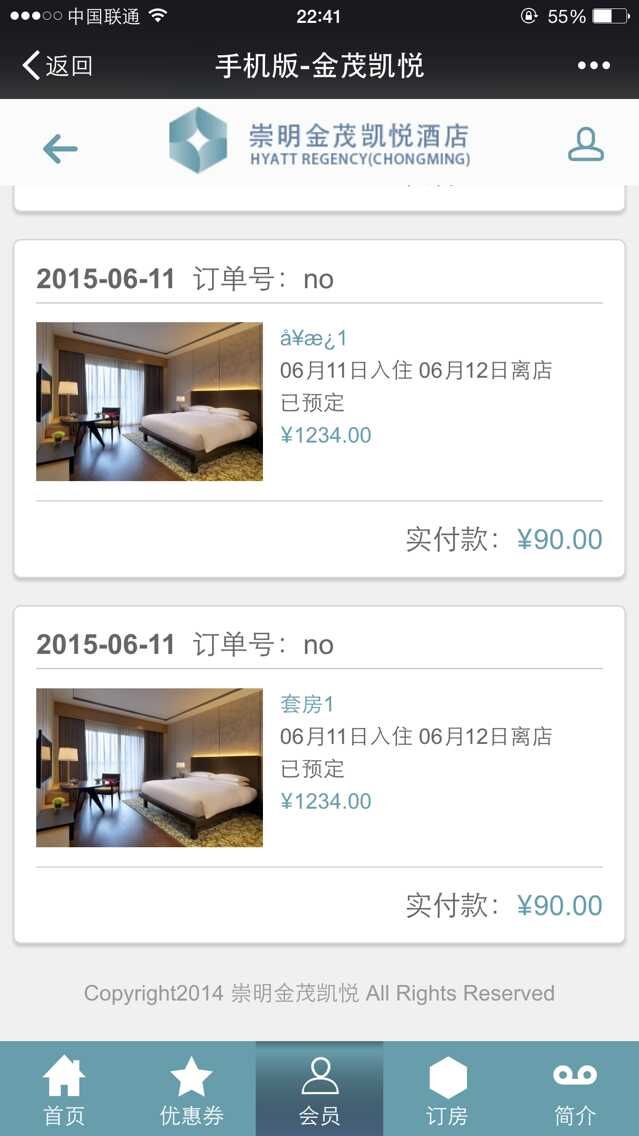 中国联通
22:41
55%
返回
手机版-金茂凯悦
崇明金茂凯悦酒店
HYATT REGENCY(CHONGMING)
2015-06-11 订单号：no
å¥æ¿1
06月11日入住 06月12日离店
已预定
¥1234.00
实付款：¥90.00
2015-06-11 订单号：no
套房1
06月11日入住 06月12日离店
已预定
¥1234.00
实付款：¥90.00
Copyright2014 崇明金茂凯悦 All Rights Reserved
首页
优惠券
会员
订房
简介